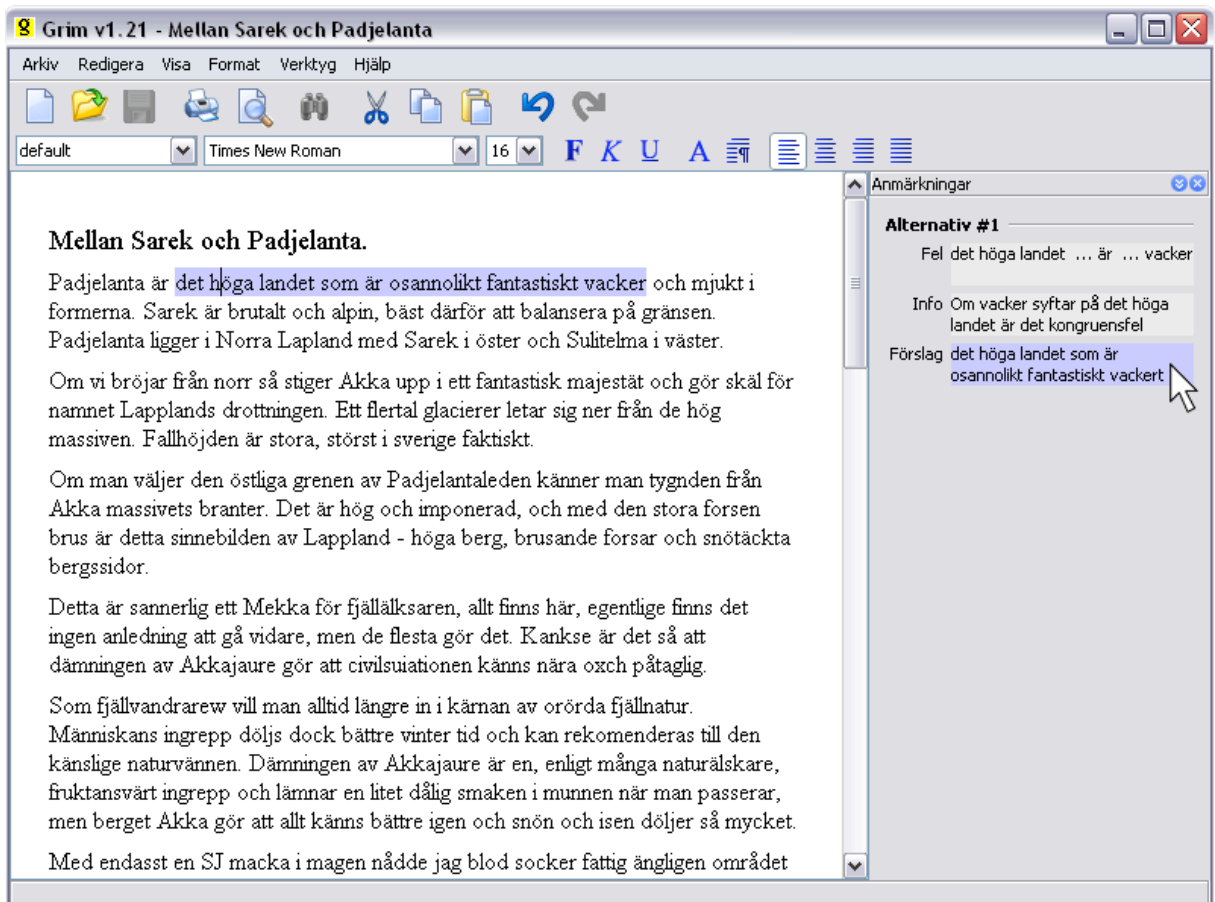 g Grim v1.21 - Mellan Sarek och Padjelanta
Arkiv Redigera Visa Format Verktyg Hjälp
default Times New Roman 16 F K U A
Mellan Sarek och Padjelanta.
Padjelanta är det höga landet som är osannolikt fantastiskt vacker och mjukt i
formerna. Sarek är brutalt och alpin, bäst därför att balansera på gränsen.
Padjelanta ligger i Norra Lapland med Sarek i öster och Sulitelma i väster.
Om vi bröjar från norr så stiger Akka upp i ett fantastisk majestät och gör skäl för
namnet Lapplands drottningen. Ett flertal glacierer letar sig ner från de hög
massiven. Fallhöjden är stora, störst i sverige faktiskt.
Om man väljer den östliga grenen av Padjelantaleden känner man tygnden från
Akka massivets branter. Det är hög och imponerad, och med den stora forsen
brus är detta sinnebilden av Lappland - höga berg, brusande forsar och snötäckta
bergssidor.
Detta är sannerlig ett Mekka för fjällälksaren, allt finns här, egentlige finns det
ingen anledning att gå vidare, men de flesta gör det. Kankse är det så att
dämningen av Akkajaure gör att civilsuiationen känns nära oxch påtaglig.
Som fjällvandrarew vill man alltid längre in i kärnan av orörda fjällnatur.
Människans ingrepp döljs dock bättre vinter tid och kan rekomenderas till den
känslige naturvännen. Dämningen av Akkajaure är en, enligt många naturälskare,
fruktansvärt ingrepp och lämnar en litet dålig smaken i munnen när man passerar,
men berget Akka gör att allt känns bättre igen och snön och isen döljer så mycket.
Med endasst en SJ macka i magen nådde jag blod socker fattig ängligen området
Anmärkningar
Alternativ #1
Fel det höga landet ... är ... vacker
Info Om vacker syftar på det höga
landet är det kongruensfel
Förslag det höga landet som är
osannolikt fantastiskt vackert